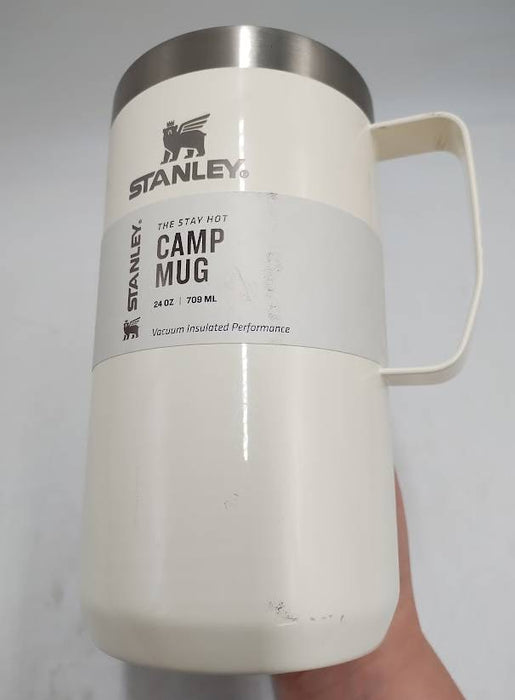 STANLEY®
THE STAY HOT
CAMP
MUG
24 OZ | 709 ML
Vacuum Insulated Performance
STANLEY®